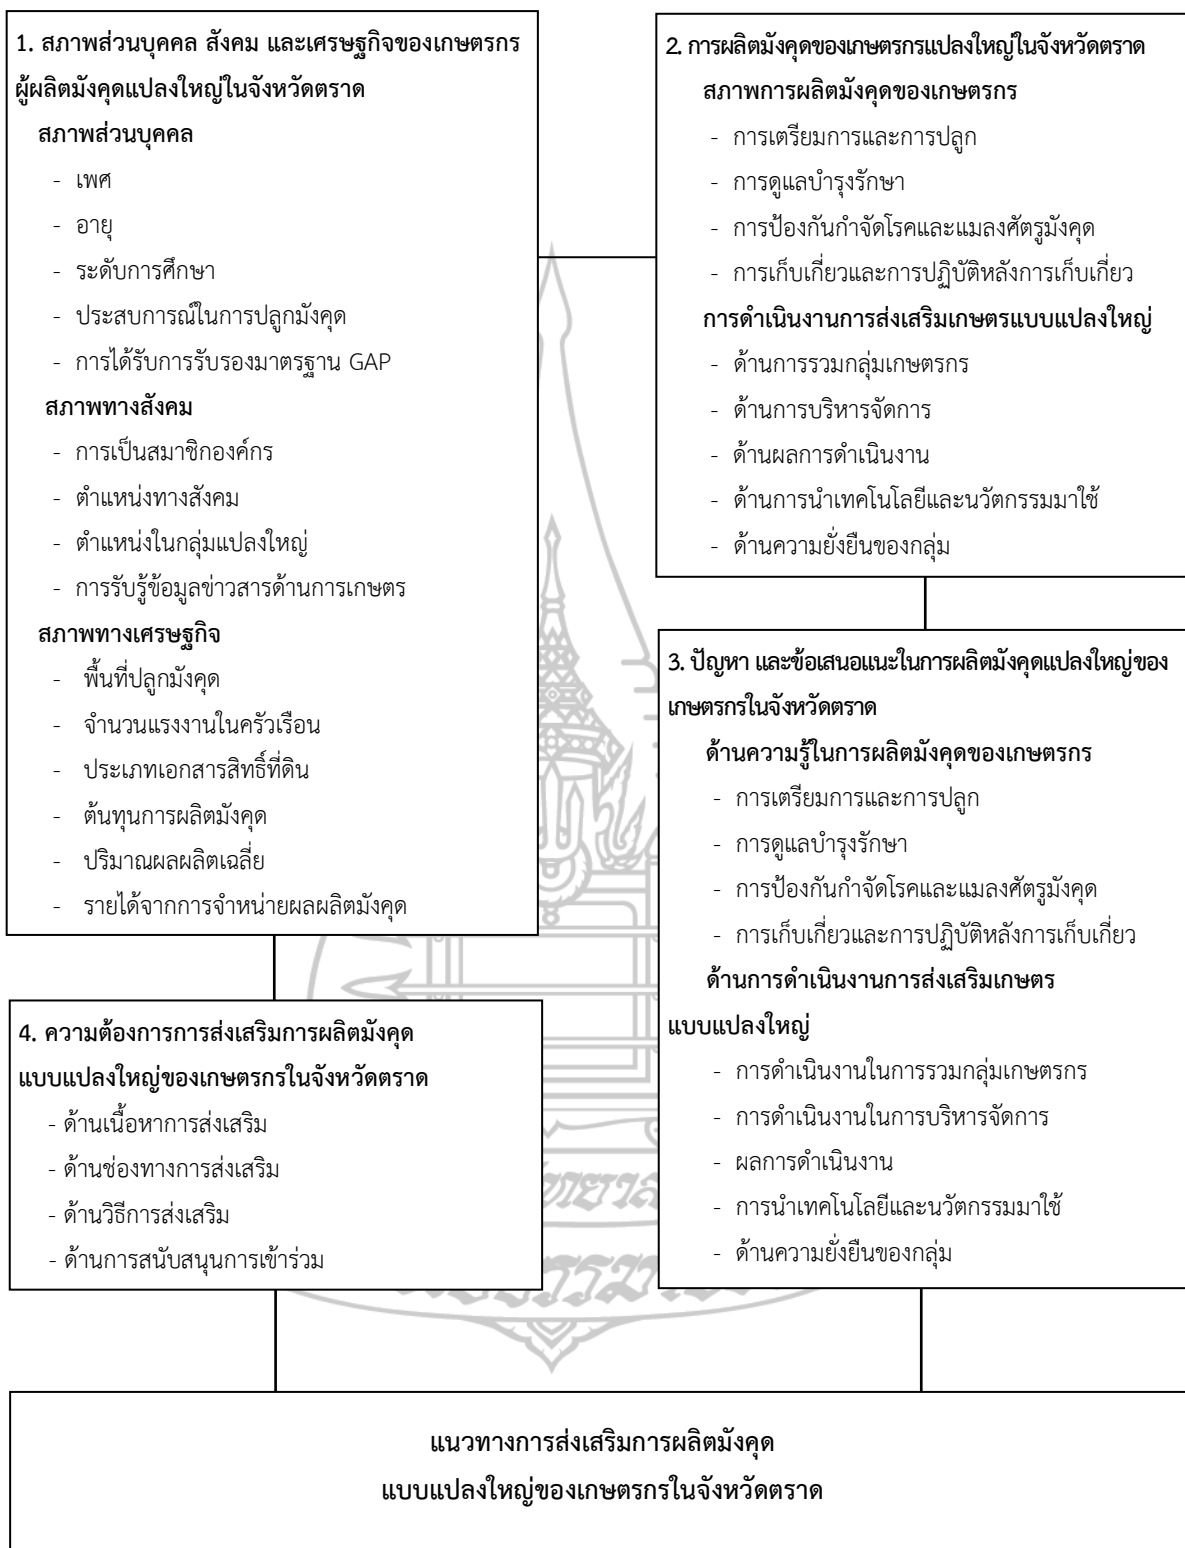 1. สภาพส่วนบุคคล สังคม และเศรษฐกิจของเกษตรกร
ผู้ผลิตมังคุดแปลงใหญ่ในจังหวัดตราด
สภาพส่วนบุคคล
- เพศ
- อายุ
- ระดับการศึกษา
- ประสบการณ์ในการปลูกมังคุด
- การได้รับการรับรองมาตรฐาน GAP
สภาพทางสังคม
- การเป็นสมาชิกองค์กร
- ตำแหน่งทางสังคม
- ตำแหน่งในกลุ่มแปลงใหญ่
- การรับรู้ข้อมูลข่าวสารด้านการเกษตร
สภาพทางเศรษฐกิจ
- พื้นที่ปลูกมังคุด
- จำนวนแรงงานในครัวเรือน
- ประเภทเอกสารสิทธิ์ที่ดิน
- ต้นทุนการผลิตมังคุด
- ปริมาณผลผลิตเฉลี่ย
- รายได้จากการจำหน่ายผลผลิตมังคุด
2. การผลิตมังคุดของเกษตรกรแปลงใหญ่ในจังหวัดตราด
สภาพการผลิตมังคุดของเกษตรกร
- การเตรียมการและการปลูก
- การดูแลบำรุงรักษา
- การป้องกันกำจัดโรคและแมลงศัตรูมังคุด
- การเก็บเกี่ยวและการปฏิบัติหลังการเก็บเกี่ยว
การดำเนินงานการส่งเสริมเกษตรแบบแปลงใหญ่
- ด้านการรวมกลุ่มเกษตรกร
- ด้านการบริหารจัดการ
- ด้านผลการดำเนินงาน
- ด้านการนำเทคโนโลยีและนวัตกรรมมาใช้
- ด้านความยั่งยืนของกลุ่ม
3. ปัญหา และข้อเสนอแนะในการผลิตมังคุดแปลงใหญ่ของ
เกษตรกรในจังหวัดตราด
ด้านความรู้ในการผลิตมังคุดของเกษตรกร
- การเตรียมการและการปลูก
- การดูแลบำรุงรักษา
- การป้องกันกำจัดโรคและแมลงศัตรูมังคุด
- การเก็บเกี่ยวและการปฏิบัติหลังการเก็บเกี่ยว
ด้านการดำเนินงานการส่งเสริมเกษตร
แบบแปลงใหญ่
- การดำเนินงานในการรวมกลุ่มเกษตรกร
- การดำเนินงานในการบริหารจัดการ
- ผลการดำเนินงาน
- การนำเทคโนโลยีและนวัตกรรมมาใช้
- ด้านความยั่งยืนของกลุ่ม
4. ความต้องการการส่งเสริมการผลิตมังคุด
แบบแปลงใหญ่ของเกษตรกรในจังหวัดตราด
- ด้านเนื้อหาการส่งเสริม
- ด้านช่องทางการส่งเสริม
- ด้านวิธีการส่งเสริม
- ด้านการสนับสนุนการเข้าร่วม
แนวทางการส่งเสริมการผลิตมังคุด
แบบแปลงใหญ่ของเกษตรกรในจังหวัดตราด